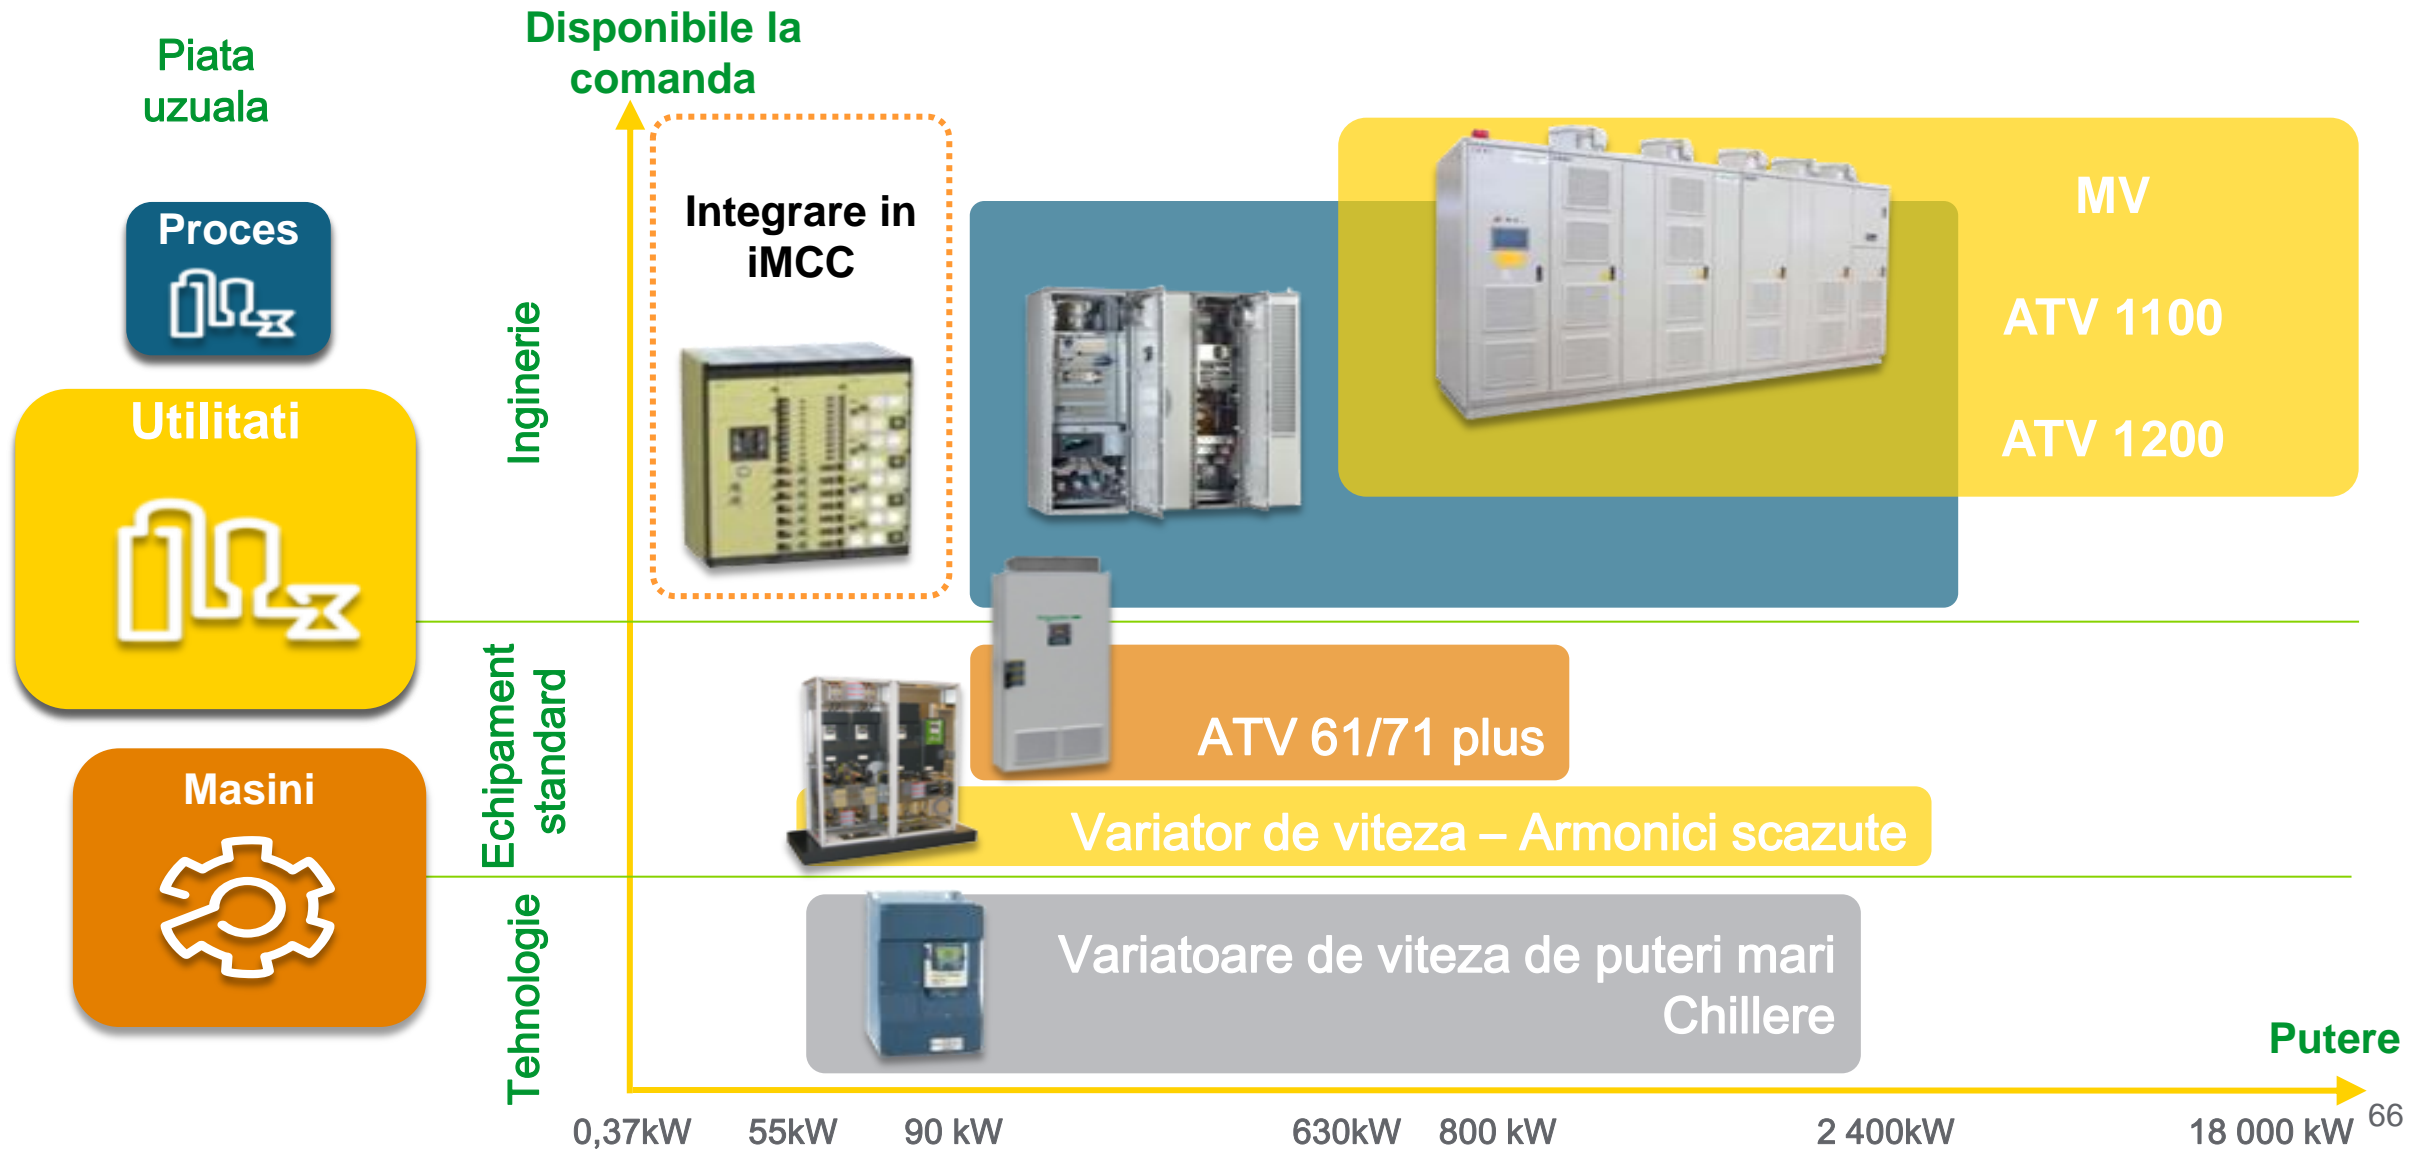 Piata
uzuala
Disponibile la
comanda
Proces
Utilitati
Masini
Inginerie
Echipament
standard
Tehnologie
Integrare in
iMCC
MV
ATV 1100
ATV 1200
ATV 61/71 plus
Variator de viteza – Armonici scazute
Variatoare de viteza de puteri mari
Chillere
Putere
0,37kW
55kW
90 kW
630kW
800 kW
2 400kW
18 000 kW
66